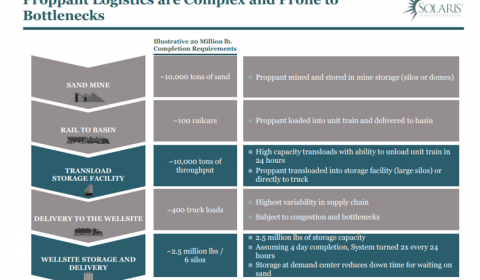 Proppant Logistics are Complex and Prone to
Bottlenecks
SOLARIS
Illustrative 20 Million lb.
Completion Requirements
SAND MINE
~10,000 tons of sand
Proppant mined and stored in mine storage (silos or domes)
RAIL TO BASIN
~100 railcars
Proppant loaded into unit train and delivered to basin
TRANSLOAD
STORAGE FACILITY
~10,000 tons of
throughput
High capacity transloads with ability to unload unit train in
24 hours
Proppant transloaded into storage facility (large silos) or
directly to truck
DELIVERY TO THE WELLSITE
~400 truck loads
Highest variability in supply chain
Subject to congestion and bottlenecks
WELLSITE STORAGE AND
DELIVERY
~2.5 million lbs /
6 silos
2.5 million lbs of storage capacity
Assuming 4 day completion, System turned 2x every 24
hours
Storage at demand center reduces down time for waiting on
sand